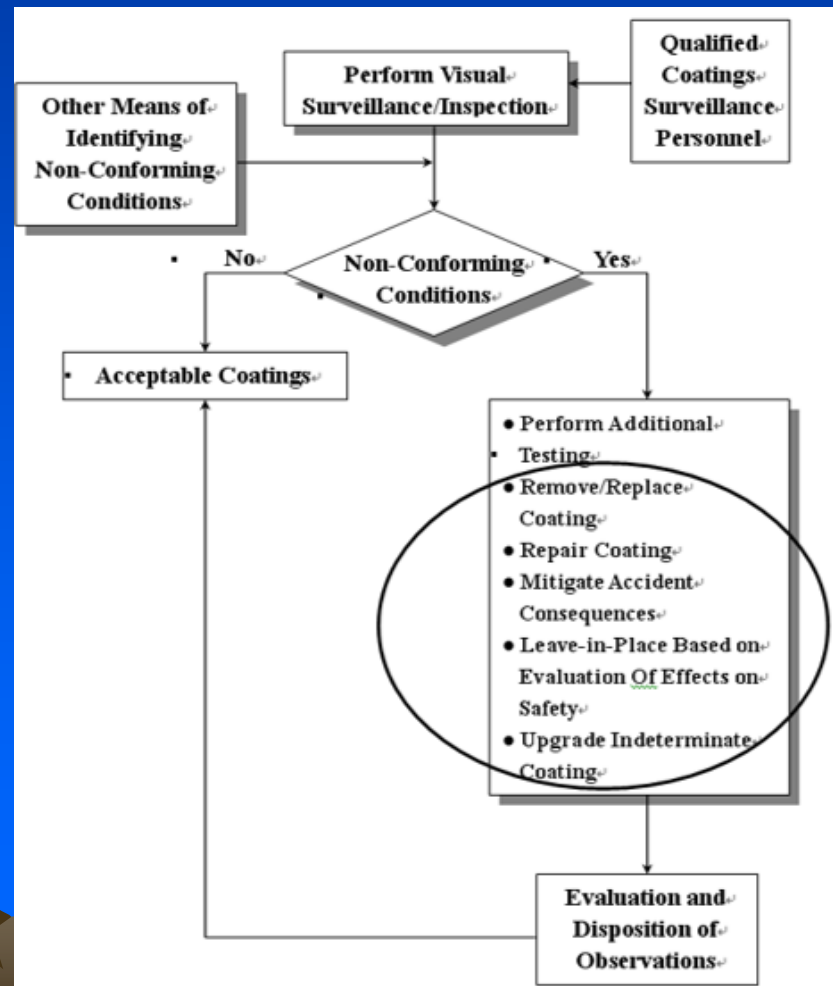 Qualified
Coatings
Surveillance
Personnel
Perform Visual
Surveillance/Inspection
Other Means of
Identifying
Non-Conforming
Conditions
No
Non-Conforming
Conditions
Yes
Acceptable Coatings
● Perform Additional
Testing
● Remove/Replace
Coating
● Repair Coating
● Mitigate Accident
Consequences
● Leave-in-Place Based on
Evaluation Of Effects on
Safety
● Upgrade Indeterminate
Coating
Evaluation and
Disposition of
Observations